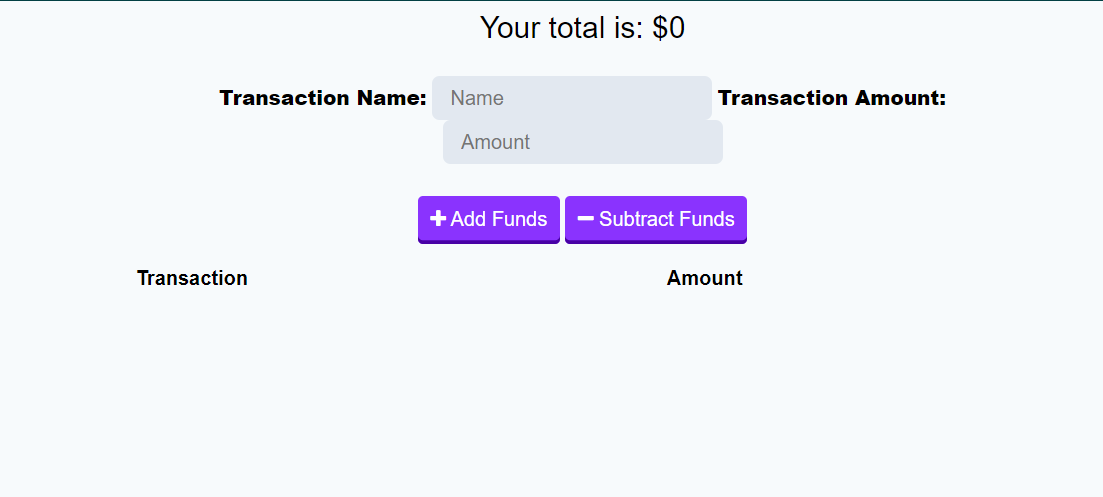 Your total is: $0
Transaction Name: Name Transaction Amount:
Amount
Add Funds Subtract Funds
Transaction Amount